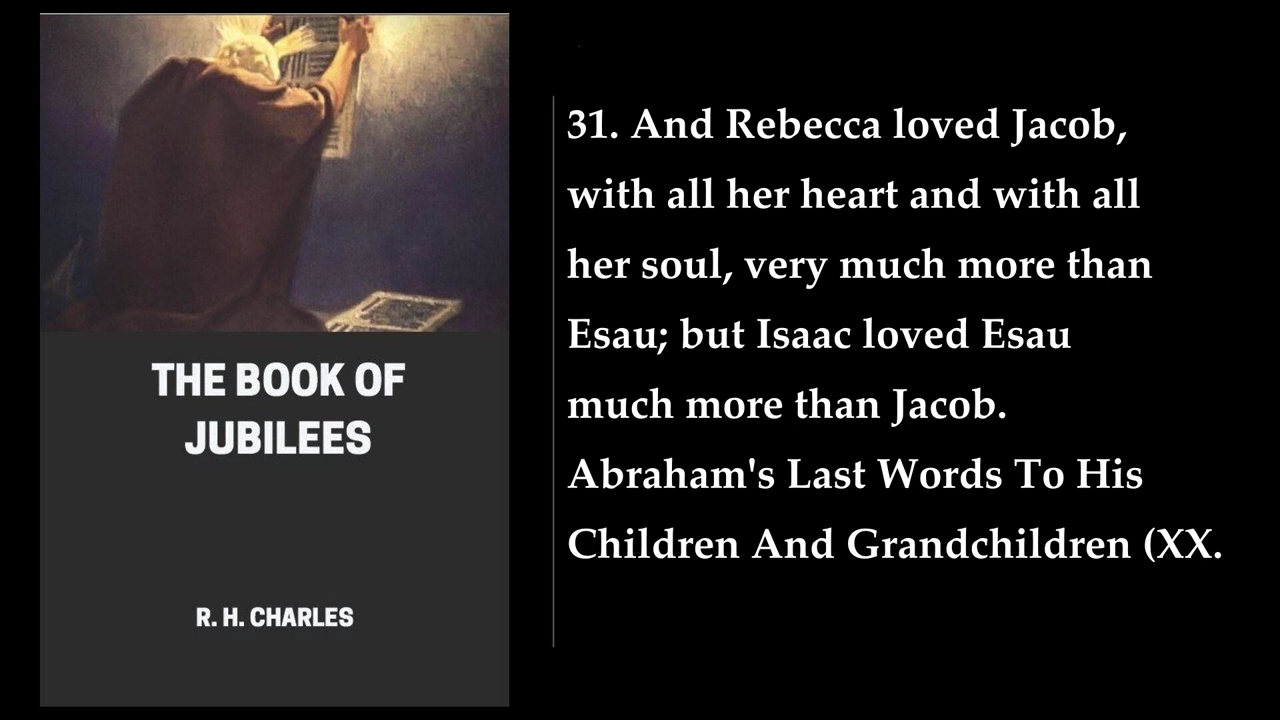 THE BOOK OF
JUBILEES
R. H. CHARLES
31. And Rebecca loved Jacob,
with all her heart and with all
her soul, very much more than
Esau; but Isaac loved Esau
much more than Jacob.
Abraham's Last Words To His
Children And Grandchildren (XX.